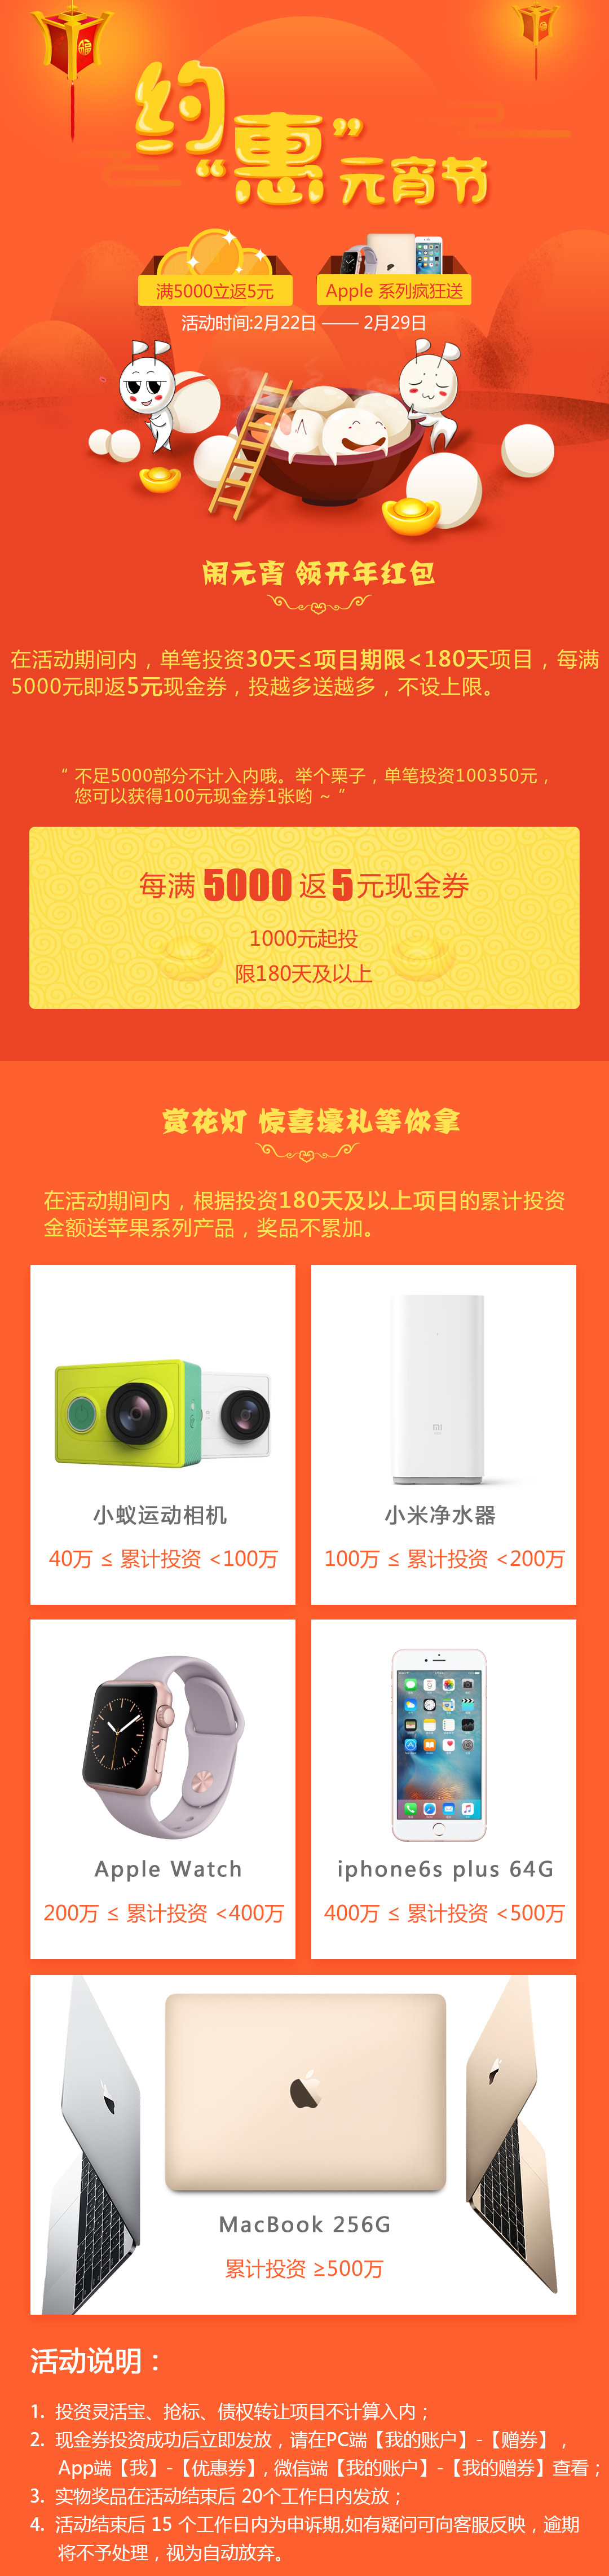 福
约
“惠”元宵节
满5000立返5元
Apple 系列疯狂送
活动时间:2月22日 —— 2月29日
闹元宵 领开年红包
在活动期间内，单笔投资30天≤项目期限<180天项目，每满
5000元即返5元现金券，投越多送越多，不设上限。
“ 不足5000部分不计入内哦。举个栗子，单笔投资100350元，
您可以获得100元现金券1张哟 ~ ”
每满 5000 返 5 元现金券
1000元起投
限180天及以上
赏花灯 惊喜壕礼等你拿
在活动期间内，根据投资180天及以上项目的累计投资
金额送苹果系列产品，奖品不累加。
小蚁运动相机
40万 ≤ 累计投资 <100万
mi
小米净水器
100万 ≤ 累计投资 <200万
Apple Watch
200万 ≤ 累计投资 <400万
iphone6s plus 64G
400万 ≤ 累计投资 <500万
MacBook 256G
累计投资 ≥500万
活动说明：
1. 投资灵活宝、抢标、债权转让项目不计算入内；
2. 现金券投资成功后立即发放，请在PC端【我的账户】-【赠券】，
App端【我】-【优惠券】, 微信端【我的账户】-【我的赠券】查看；
3. 实物奖品在活动结束后 20个工作日内发放；
4. 活动结束后 15 个工作日内为申诉期,如有疑问可向客服反映，逾期
将不予处理，视为自动放弃。